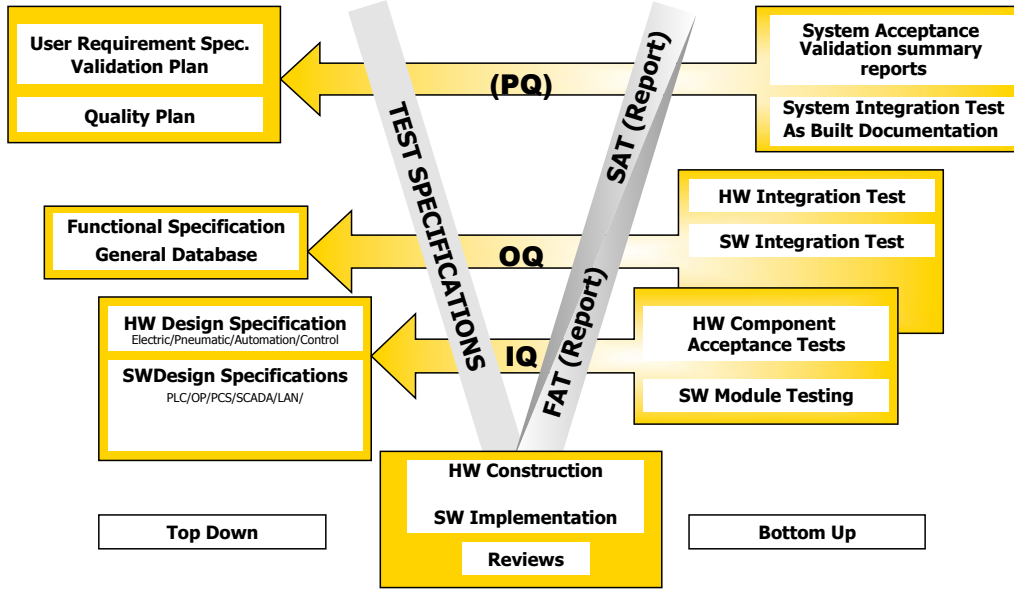 User Requirement Spec.
Validation Plan
Quality Plan
(PQ)
System Acceptance
Validation summary
reports
System Integration Test
As Built Documentation
TEST SPECIFICATIONS
SAT (Report)
FAT (Report)
Functional Specification
General Database
OQ
HW Integration Test
SW Integration Test
HW Design Specification
Electric/Pneumatic/Automation/Control
SWDesign Specifications
PLC/OP/PCS/SCADA/LAN/
IQ
HW Component
Acceptance Tests
SW Module Testing
HW Construction
SW Implementation
Reviews
Top Down
Bottom Up